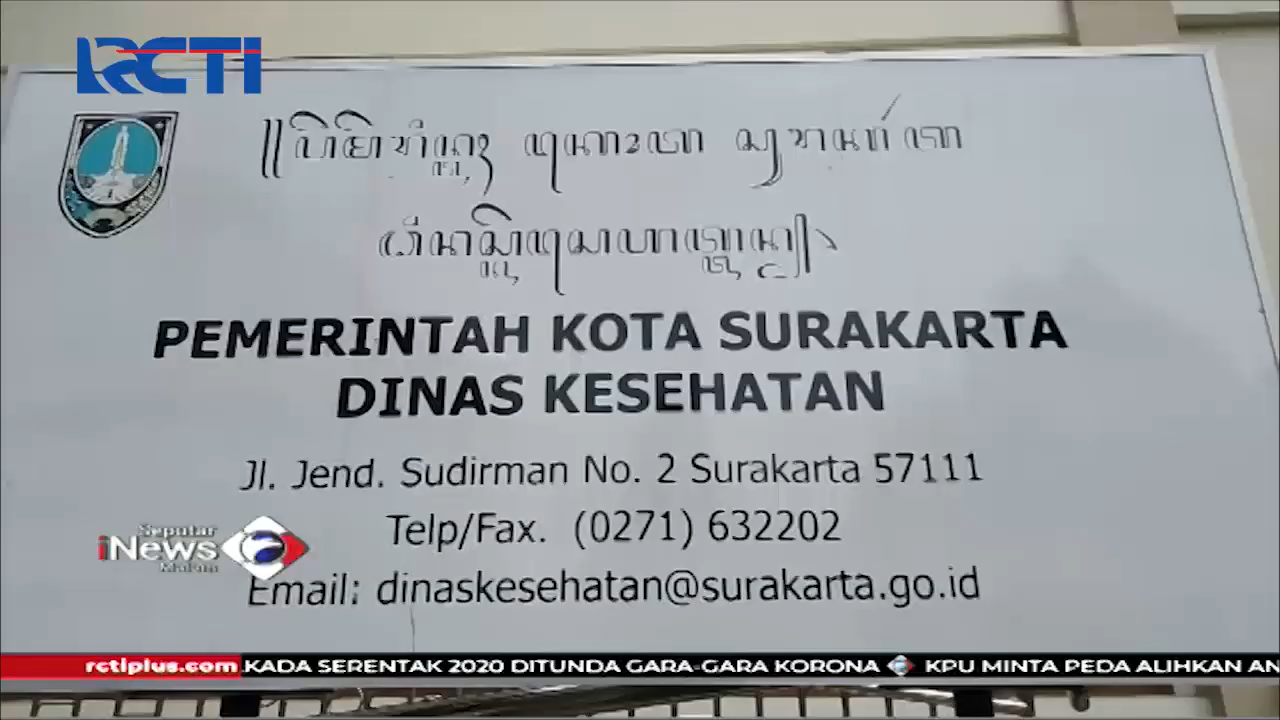 RCTI
PEMERINTAH KOTA SURAKARTA
DINAS KESEHATAN
Jl. Jend. Sudirman No. 2 Surakarta 57111
Telp/Fax. (0271) 632202
Email: dinaskesehatan@surakarta.go.id
Seputar
iNews
Malam
rctiplus.com KADA SERENTAK 2020 DITUNDA GARA-GARA KORONA KPU MINTA PEDA ALIHKAN AN